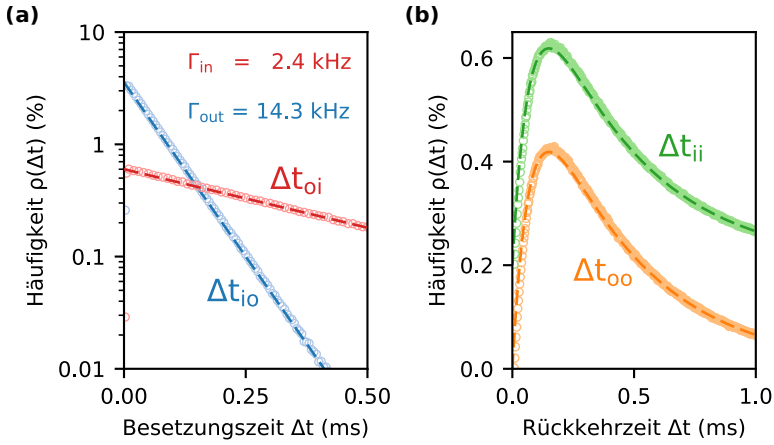 (a)
10
1
0.1
0.01
Häufigkeit ρ(Δt) (%)
Γin = 2.4 kHz
Γout = 14.3 kHz
Δtoi
Δtio
0.00
0.25
0.50
Besetzungszeit Δt (ms)
(b)
0.6
0.4
0.2
0.0
Häufigkeit ρ(Δt) (%)
Δtii
Δtoo
0.0
0.5
1.0
Rückkehrzeit Δt (ms)